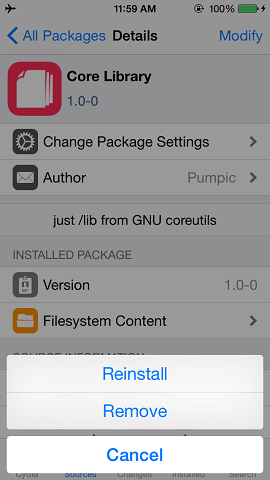 11:59 AM
100%
All Packages
Details
Modify
Core Library
1.0-0
Change Package Settings
Author
Pumpic
just /lib from GNU coreutils
INSTALLED PACKAGE
Version
1.0-0
Filesystem Content
SOURCE INFORMATION
Reinstall
Remove
Cancel
Cydia
Sources
Changes
Installed
Search